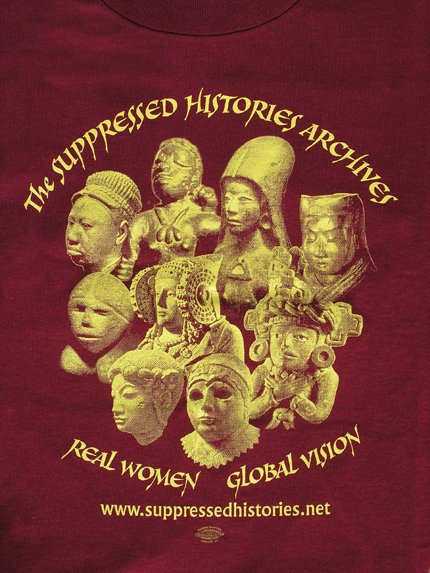 The SUPPRESSED HISTORIES ARCHIVES
REAL WOMEN GLOBAL VISION
www.suppressedhistories.net